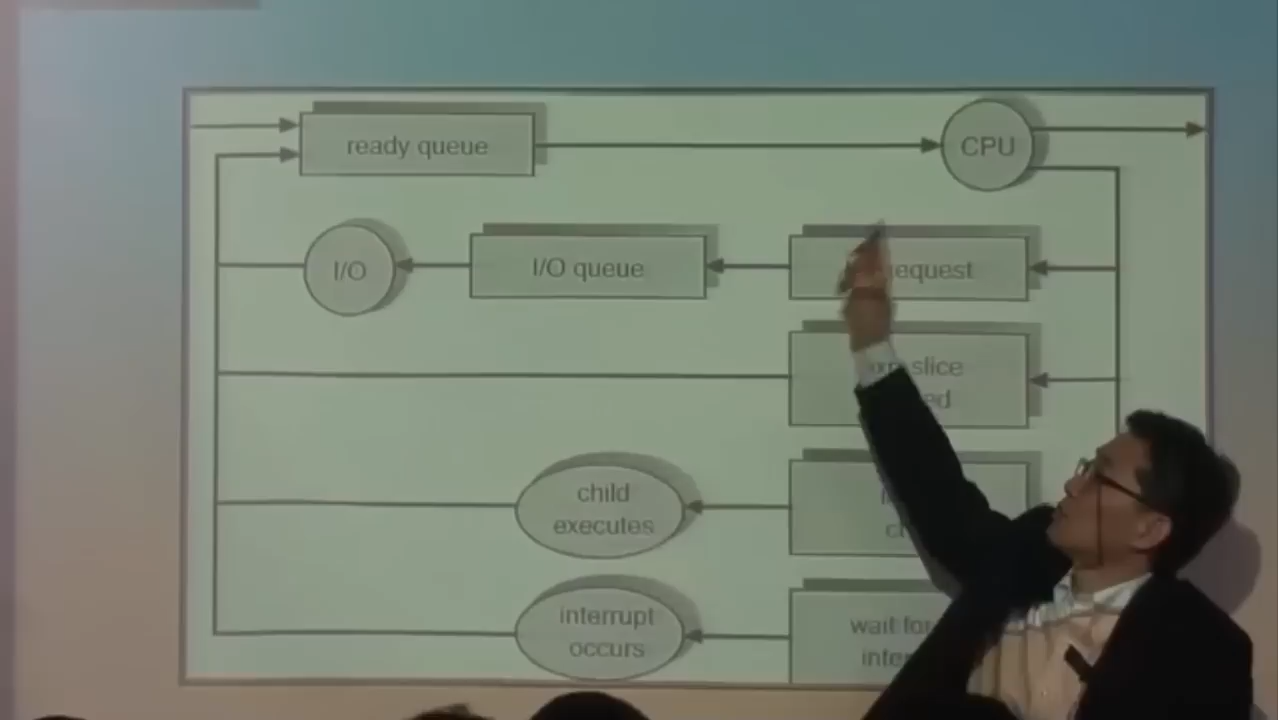 ready queue
CPU
I/O
I/O queue
request
slice
child
executes
interrupt
occurs
wait for